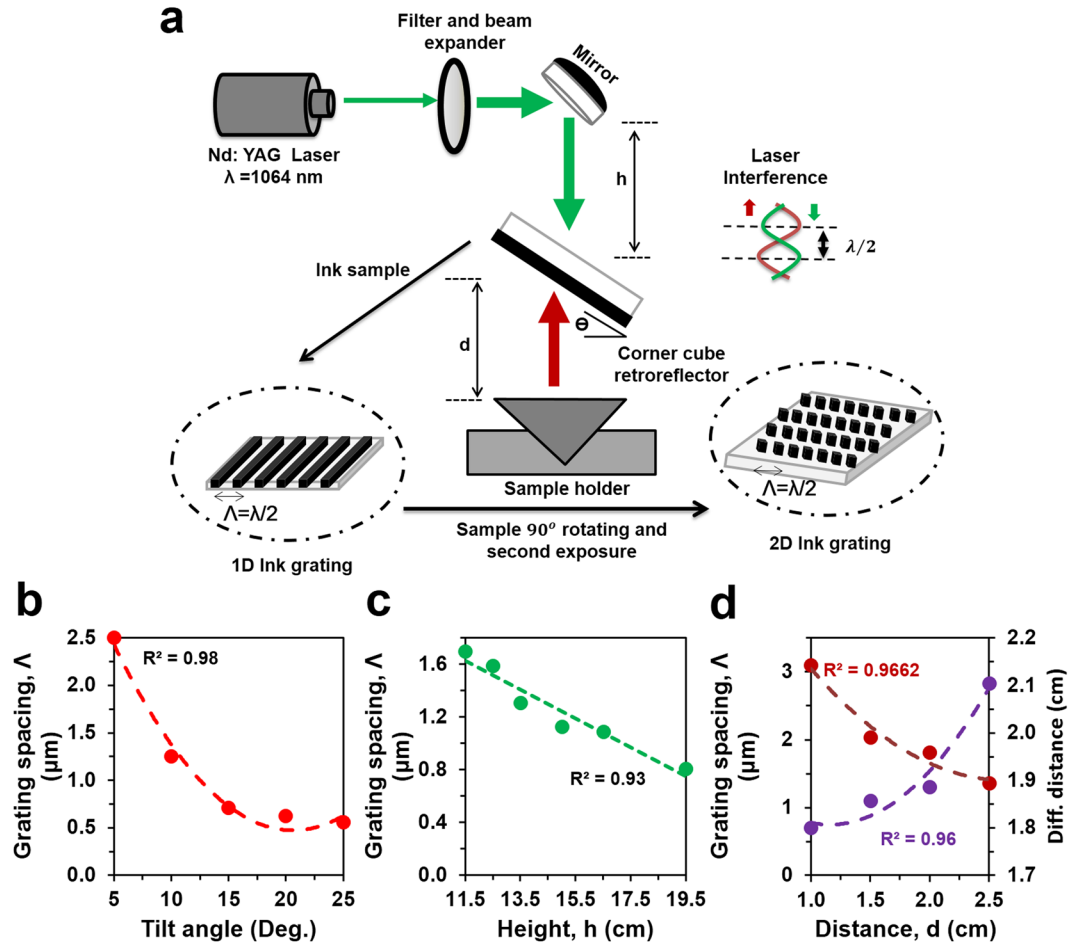 a
Filter and beam
expander
Mirror
Nd: YAG Laser
λ =1064 nm
h
Laser
Interference
λ/2
Ink sample
d
Θ
Corner cube
retroreflector
Λ=λ/2
Sample holder
Λ=λ/2
Sample 90° rotating and
second exposure
1D Ink grating
2D Ink grating
b
Grating spacing, Λ
(µm)
2.5
2.0
1.5
1.0
0.5
0.0
R² = 0.98
5
10
15
20
25
Tilt angle (Deg.)
c
Grating spacing, Λ
(µm)
1.6
1.2
0.8
0.4
0.0
R² = 0.93
11.5
13.5
15.5
17.5
19.5
Height, h (cm)
d
Grating spacing, Λ
(µm)
3
2
1
0
R² = 0.9662
R² = 0.96
2.2
2.1
2.0
1.9
1.8
1.7
Diff. distance (cm)
1.0
1.5
2.0
2.5
Distance, d (cm)